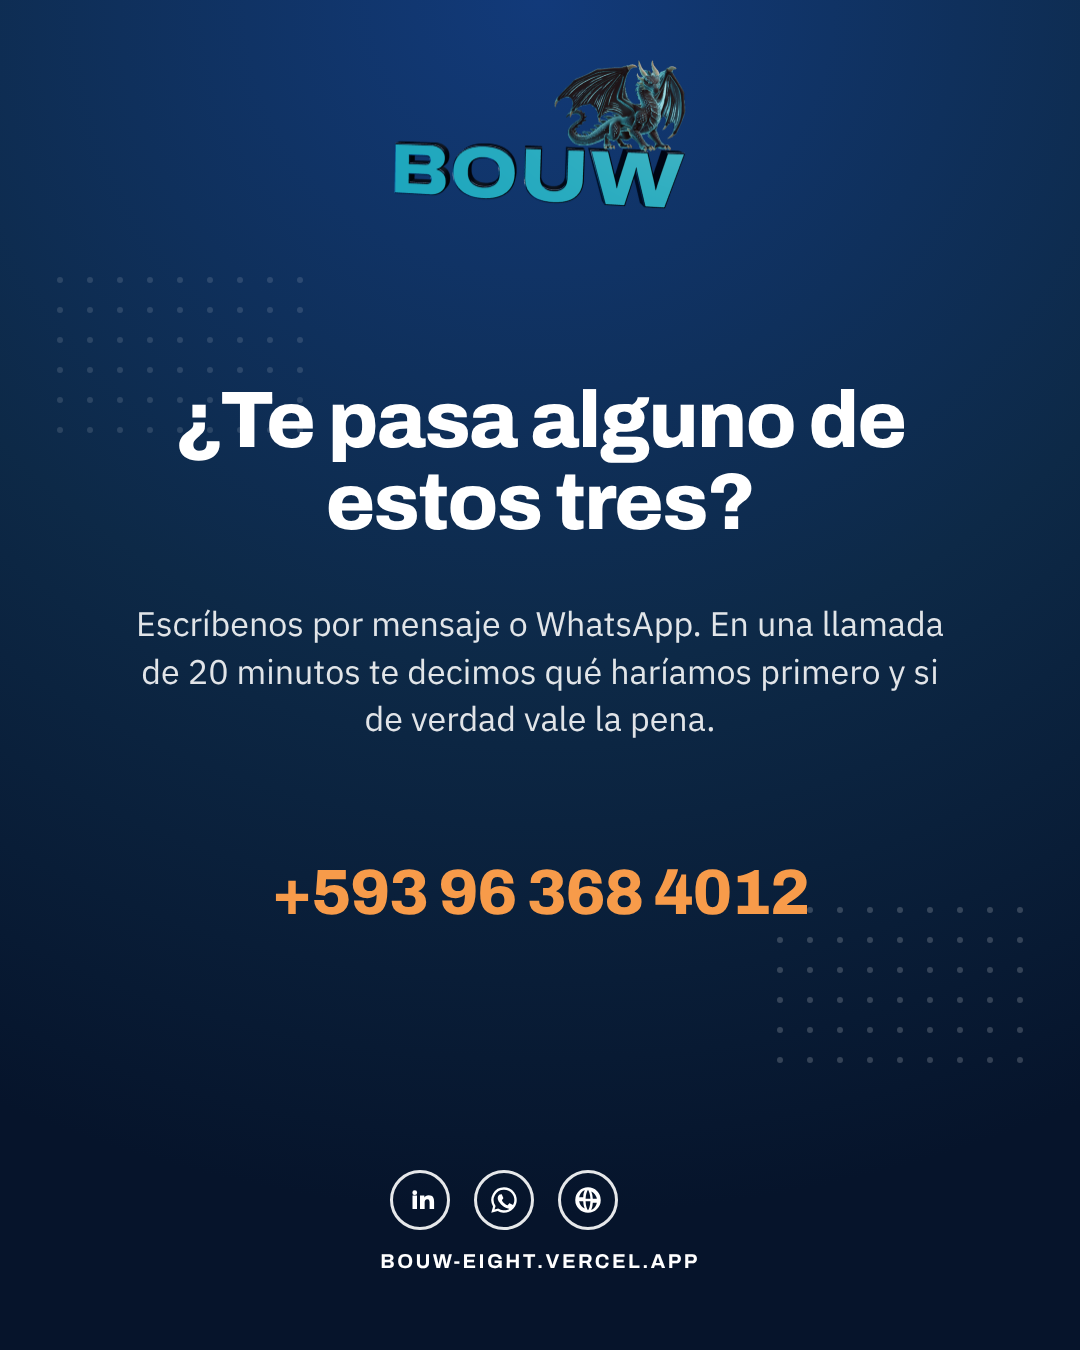 BOUW
¿Te pasa alguno de
estos tres?
Escríbenos por mensaje o WhatsApp. En una llamada
de 20 minutos te decimos qué haríamos primero y si
de verdad vale la pena.
+593 96 368 4012
in
BOUW-EIGHT.VERCEL.APP